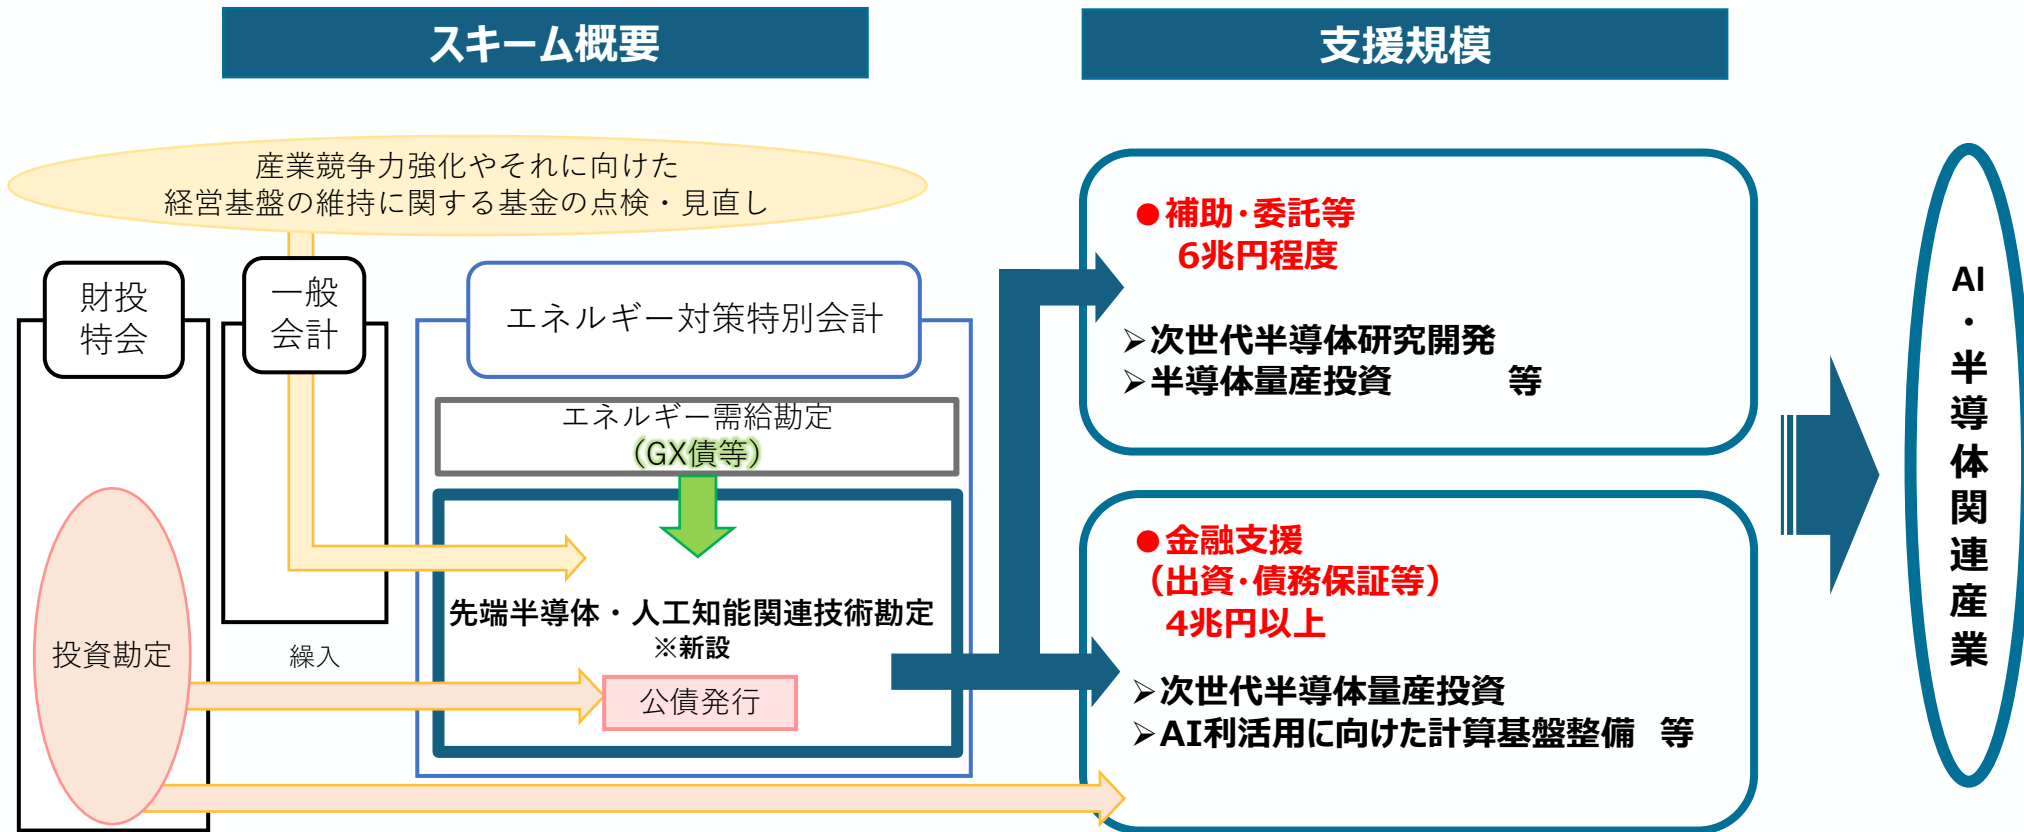 スキーム概要
支援規模
産業競争力強化やそれに向けた
経営基盤の維持に関する基金の点検・見直し
財投
特会
一般
会計
エネルギー対策特別会計
エネルギー需給勘定
（GX債等）
先端半導体・人工知能関連技術勘定
※新設
投資勘定
繰入
公債発行
●補助・委託等
6兆円程度
➢次世代半導体研究開発
➢半導体量産投資　等
●金融支援
（出資・債務保証等）
4兆円以上
➢次世代半導体量産投資
➢AI利活用に向けた計算基盤整備　等
AI・半導体関連産業